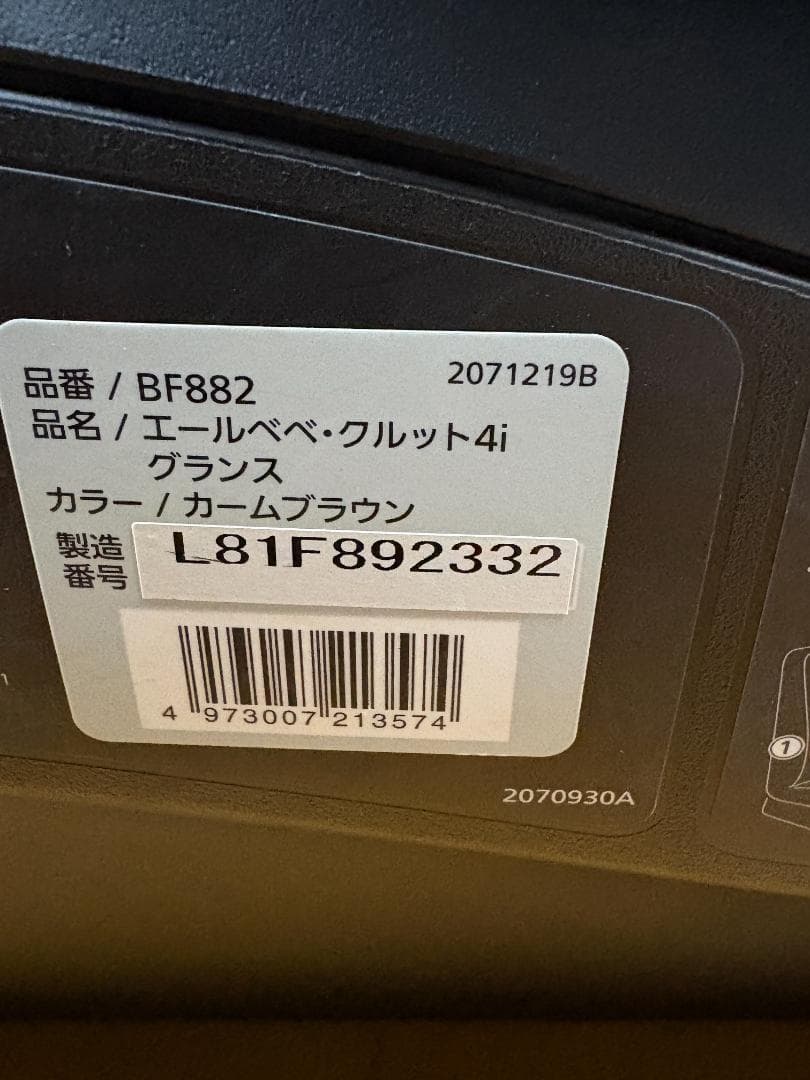 品番 / BF882
2071219B
品名 / エールベベ・クルット4i
グランス
カラー / カームブラウン
製造
番号
L81F892332
4 973007 213574
2070930A
1
①